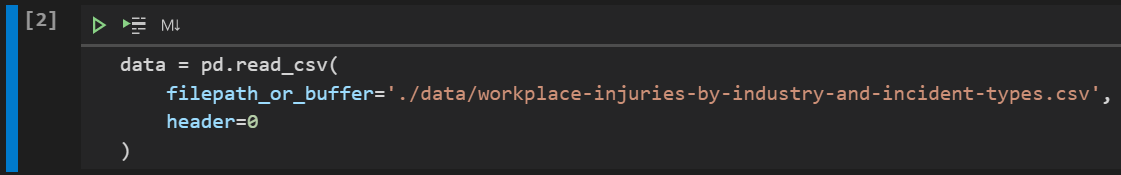 [2]
M↓
data = pd.read_csv(
    filepath_or_buffer='./data/workplace-injuries-by-industry-and-incident-types.csv',
    header=0
)